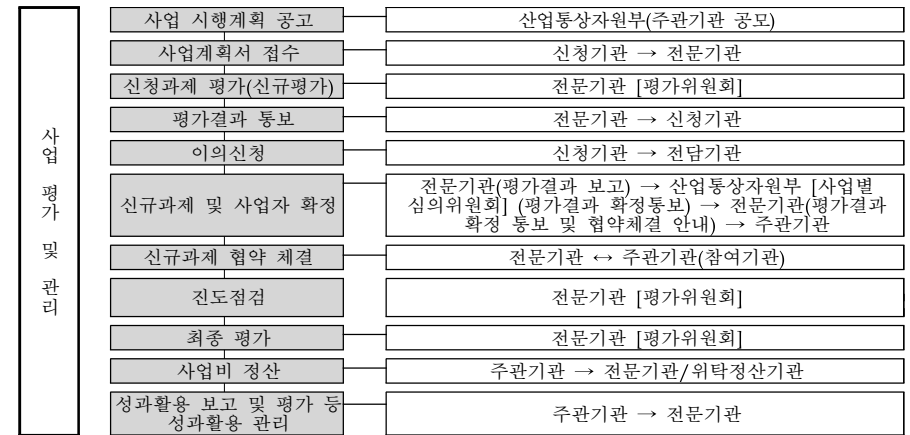 사업 평가 및 관리
사업 시행계획 공고
산업통상자원부(주관기관 공모)
사업계획서 접수
신청기관 → 전문기관
신청과제 평가(신규평가)
전문기관 [평가위원회]
평가결과 통보
전문기관 → 신청기관
이의신청
신청기관 → 전담기관
신규과제 및 사업자 확정
전문기관(평가결과 보고) → 산업통상자원부 [사업별
심의위원회] (평가결과 확정통보) → 전문기관(평가결과
확정 통보 및 협약체결 안내) → 주관기관
신규과제 협약 체결
전문기관 ↔ 주관기관(참여기관)
진도점검
전문기관 [평가위원회]
최종 평가
전문기관 [평가위원회]
사업비 정산
주관기관 → 전문기관/위탁정산기관
성과활용 보고 및 평가 등
성과활용 관리
주관기관 → 전문기관